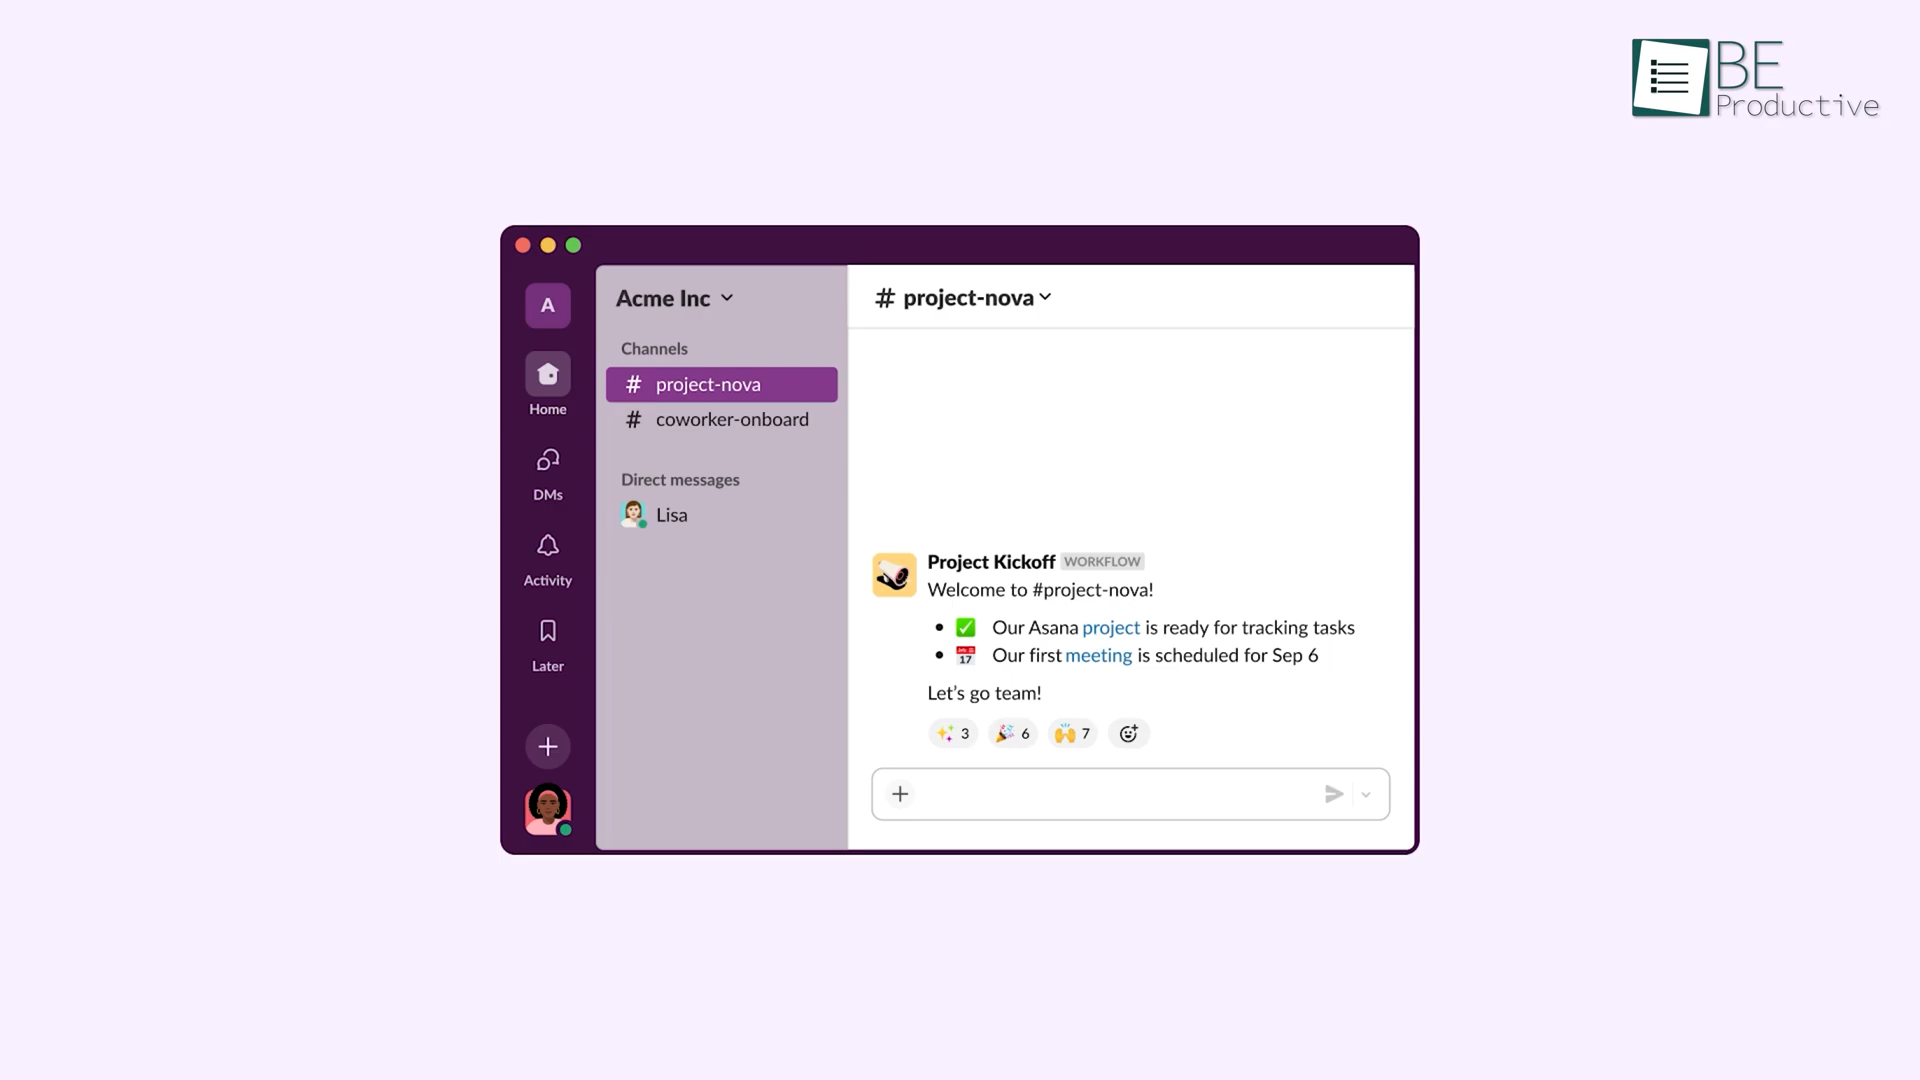 BE
Productive
A
Home
DMs
Activity
Later
Acme Inc
Channels
# project-nova
# coworker-onboard
Direct messages
Lisa
# project-nova
Project Kickoff WORKFLOW
Welcome to #project-nova!
• ✅ Our Asana project is ready for tracking tasks
• 📅 Our first meeting is scheduled for Sep 6
Let’s go team!
3 6 7